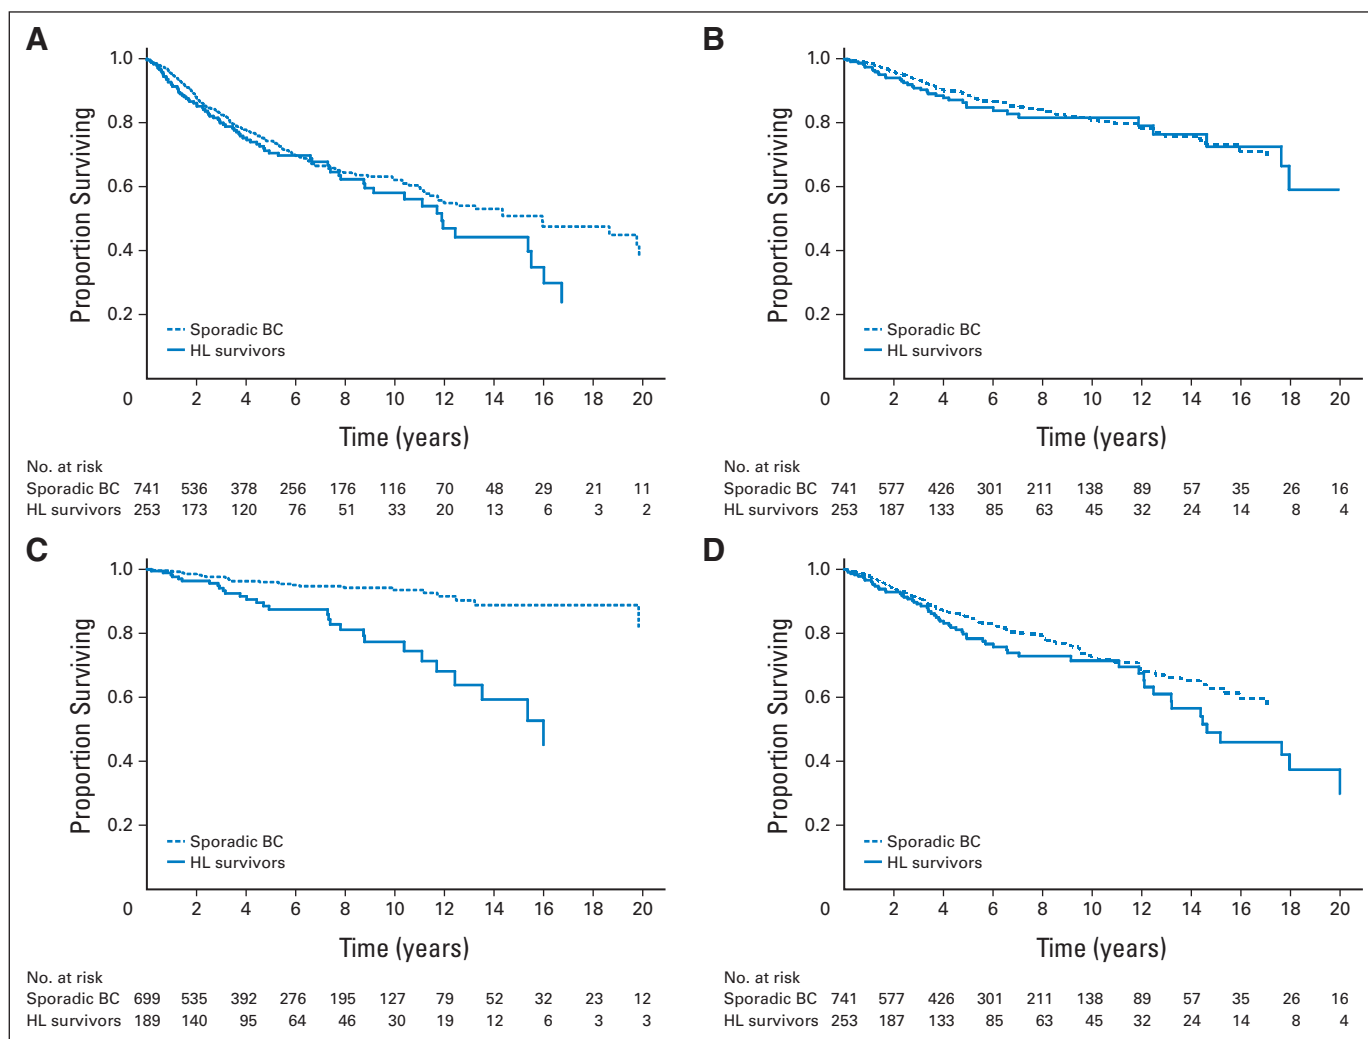 A
1.0
0.8
0.6
0.4
0.2
Proportion Surviving
Sporadic BC
HL survivors
0 2 4 6 8 10 12 14 16 18 20
Time (years)
No. at risk
Sporadic BC 741 536 378 256 176 116 70 48 29 21 11
HL survivors 253 173 120 76 51 33 20 13 6 3 2
B
1.0
0.8
0.6
0.4
0.2
Proportion Surviving
Sporadic BC
HL survivors
0 2 4 6 8 10 12 14 16 18 20
Time (years)
No. at risk
Sporadic BC 741 577 426 301 211 138 89 57 35 26 16
HL survivors 253 187 133 85 63 45 32 24 14 8 4
C
1.0
0.8
0.6
0.4
0.2
Proportion Surviving
Sporadic BC
HL survivors
0 2 4 6 8 10 12 14 16 18 20
Time (years)
No. at risk
Sporadic BC 699 535 392 276 195 127 79 52 32 23 12
HL survivors 189 140 95 64 46 30 19 12 6 3 3
D
1.0
0.8
0.6
0.4
0.2
Proportion Surviving
Sporadic BC
HL survivors
0 2 4 6 8 10 12 14 16 18 20
Time (years)
No. at risk
Sporadic BC 741 577 426 301 211 138 89 57 35 26 16
HL survivors 253 187 133 85 63 45 32 24 14 8 4